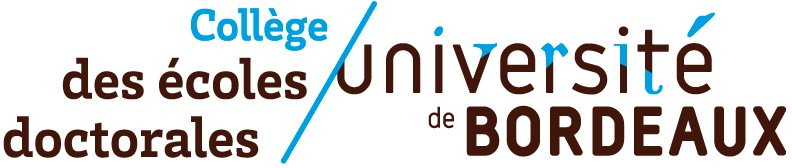 Collège
des écoles
doctorales
université
de BORDEAUX